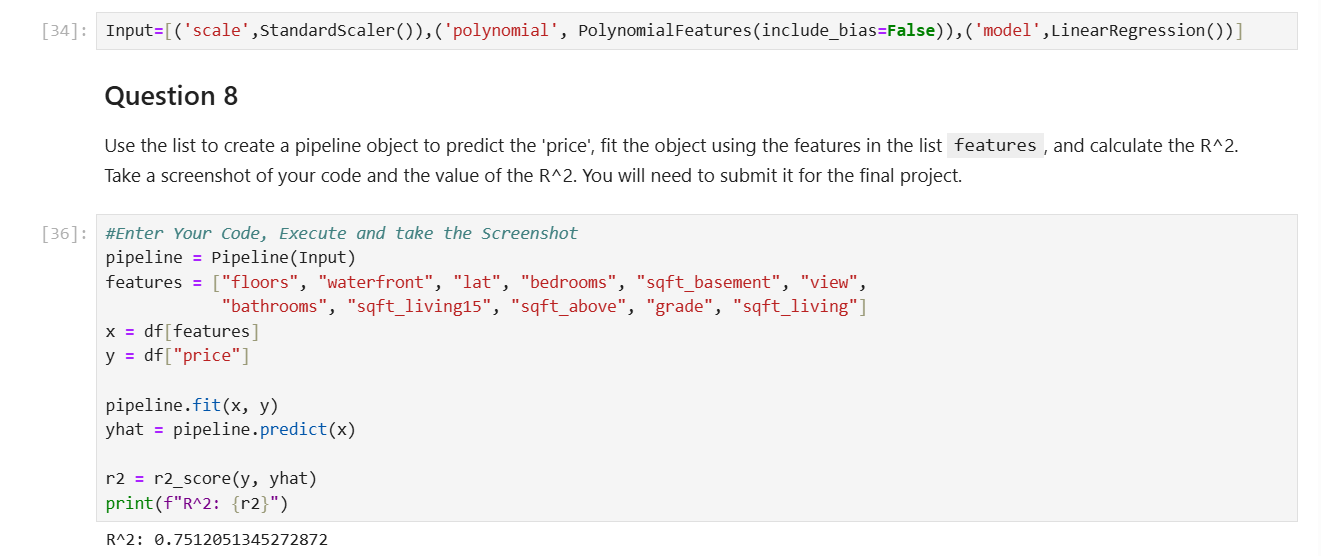 [34]: Input=[('scale',StandardScaler()),('polynomial', PolynomialFeatures(include_bias=False)),('model',LinearRegression())]
Question 8
Use the list to create a pipeline object to predict the 'price', fit the object using the features in the list features , and calculate the R^2.
Take a screenshot of your code and the value of the R^2. You will need to submit it for the final project.
[36]: #Enter Your Code, Execute and take the Screenshot
pipeline = Pipeline(Input)
features = ["floors", "waterfront", "lat", "bedrooms", "sqft_basement", "view",
            "bathrooms", "sqft_living15", "sqft_above", "grade", "sqft_living"]
x = df[features]
y = df["price"]
pipeline.fit(x, y)
yhat = pipeline.predict(x)
r2 = r2_score(y, yhat)
print(f"R^2: {r2}")
R^2: 0.7512051345272872